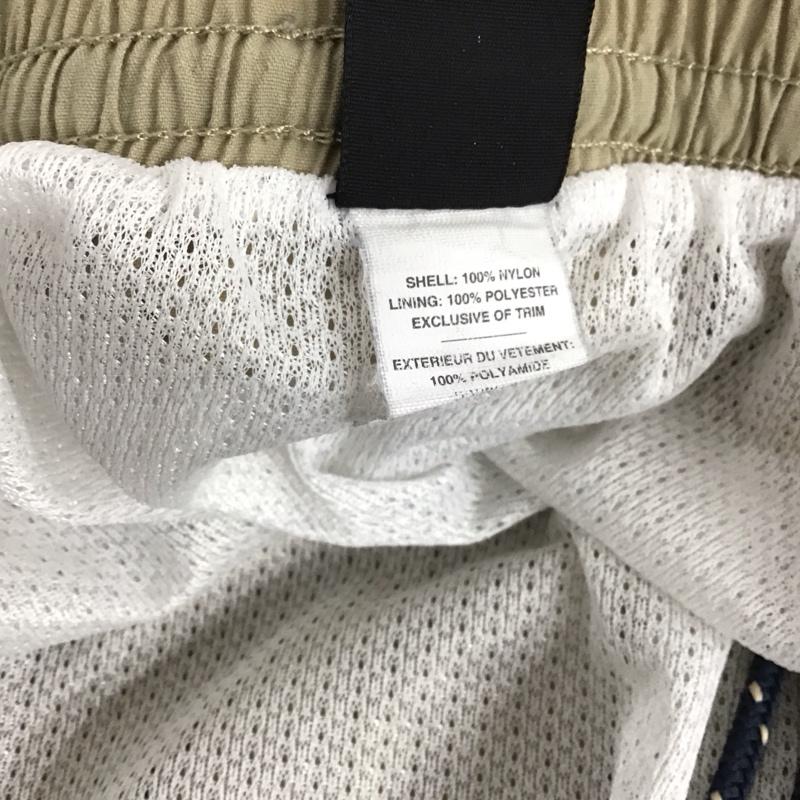 SHELL: 100% NYLON
LINING: 100% POLYESTER
EXCLUSIVE OF TRIM
EXTERIEUR DU VETEMENT:
100% POLYAMIDE